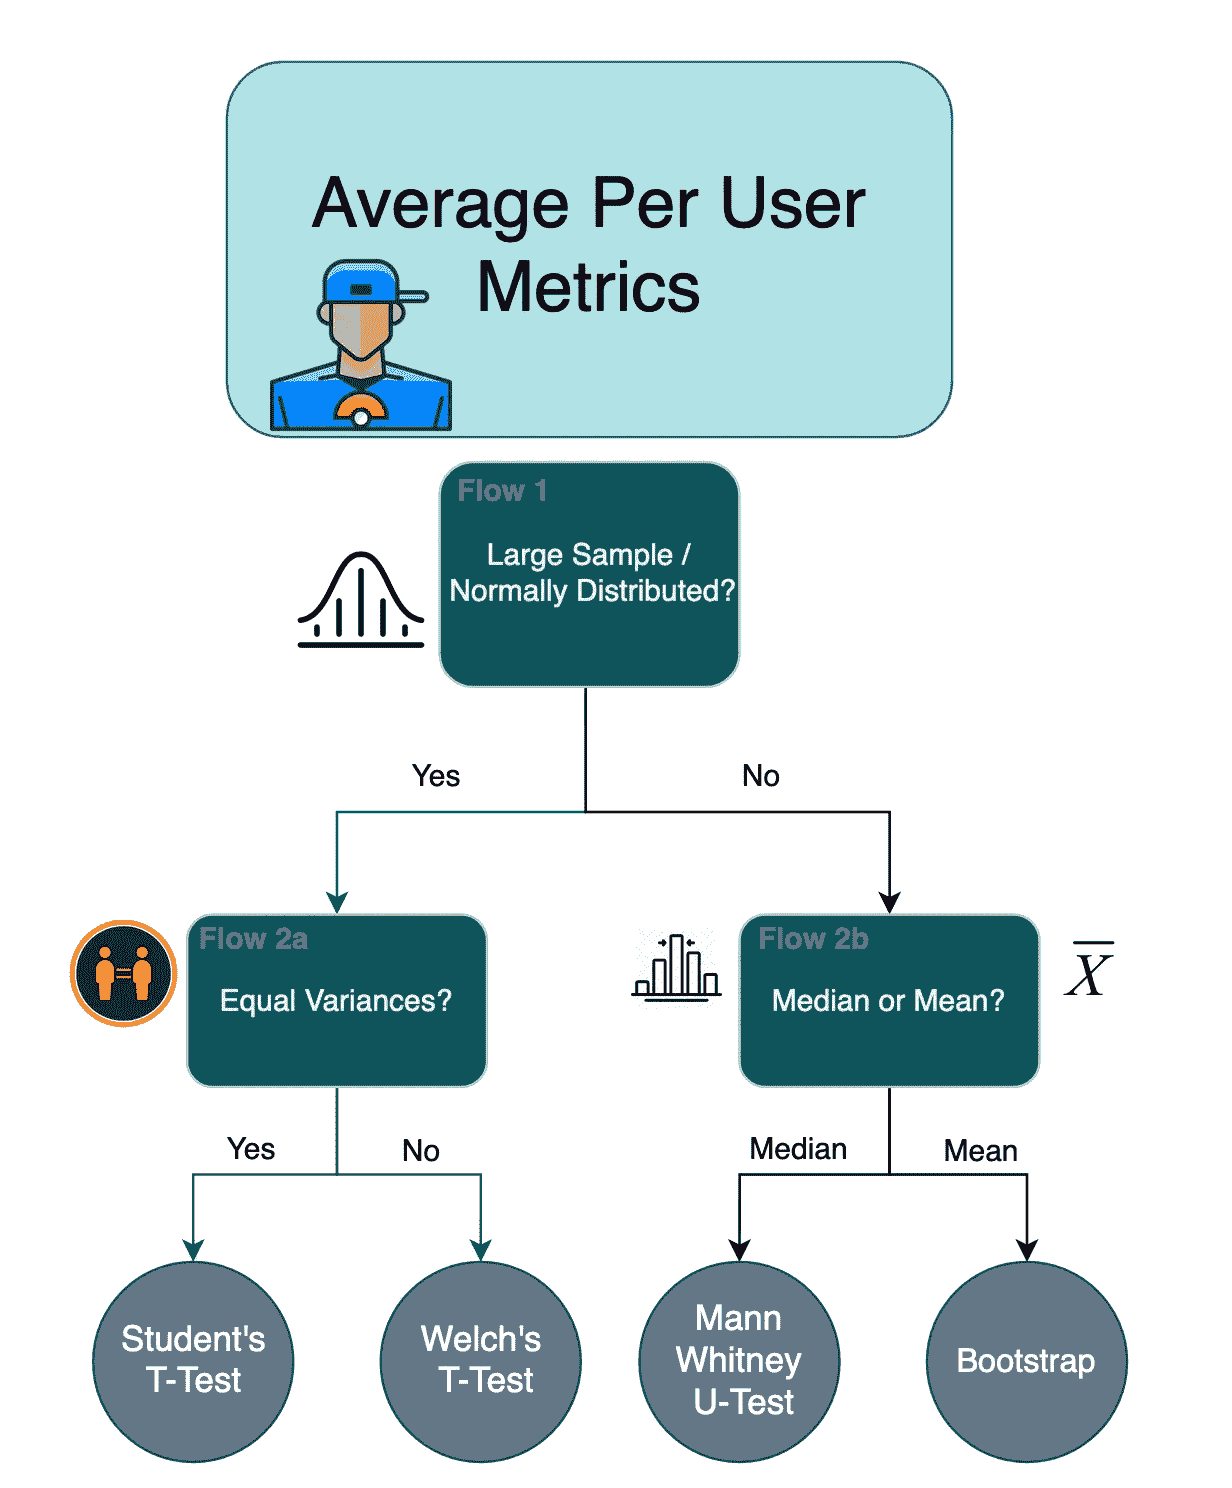 Average Per User
Metrics
Flow 1
Large Sample /
Normally Distributed?
Yes
No
Flow 2a
Equal Variances?
Flow 2b
Median or Mean?
X
Yes
No
Median
Mean
Student's
T-Test
Welch's
T-Test
Mann
Whitney
U-Test
Bootstrap